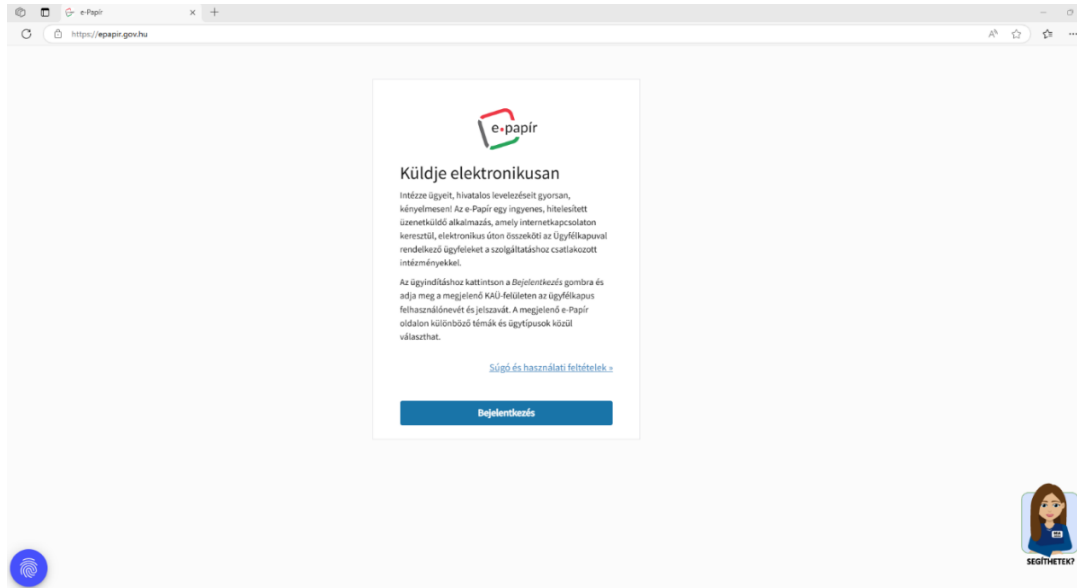 e-Papír
https://epapir.gov.hu
e-papír
Küldje elektronikusan
Intézze ügyeit, hivatalos levelezéseit gyorsan,
kényelmesen! Az e-Papír egy ingyenes, hitelesített
üzenetküldő alkalmazás, amely internetkapcsolaton
keresztül, elektronikus úton összeköti az Ügyfélkapuval
rendelkező ügyfeleket a szolgáltatáshoz csatlakozott
intézményekkel.
Az ügyindításhoz kattintson a Bejelentkezés gombra és
adja meg a megjelenő KAÜ-felületen az ügyfélkapus
felhasználónevét és jelszavát. A megjelenő e-Papír
oldalon különböző témák és ügytípusok közül
választhat.
Súgó és használati feltételek »
Bejelentkezés
SEGÍTHETEK?